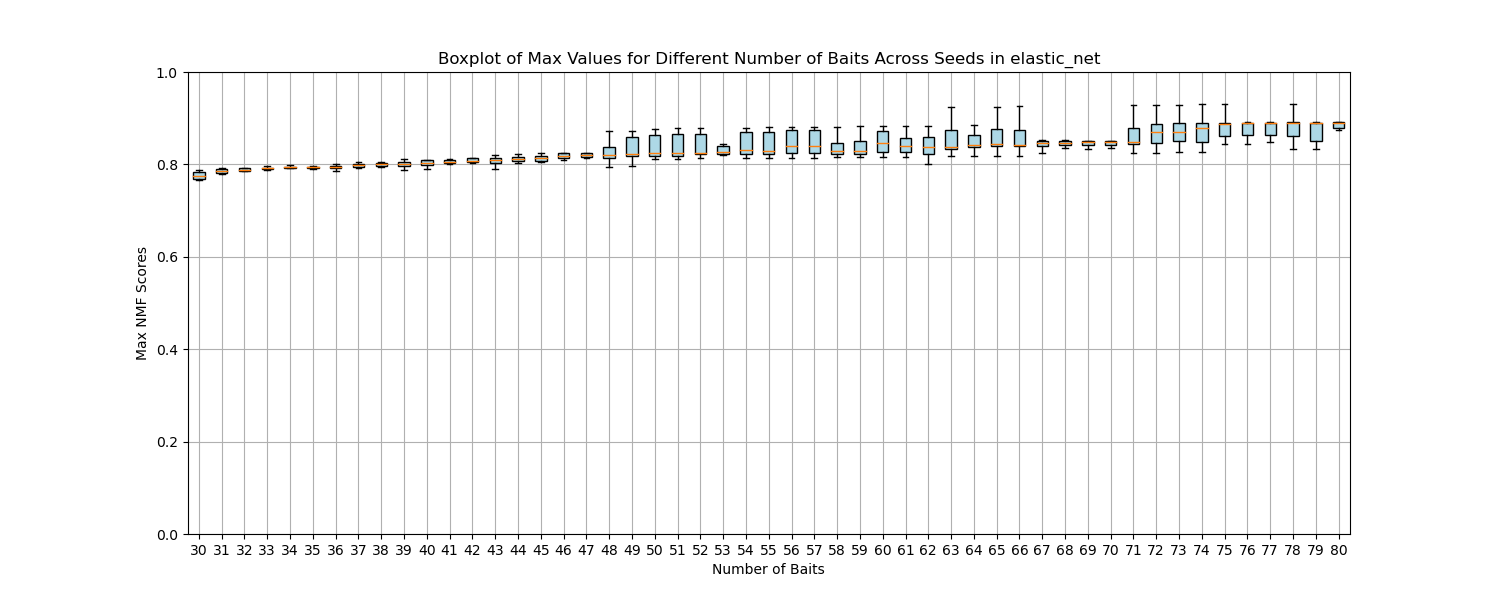 Boxplot of Max Values for Different Number of Baits Across Seeds in elastic_net
Max NMF Scores
1.0
0.8
0.6
0.4
0.2
0.0
30 31 32 33 34 35 36 37 38 39 40 41 42 43 44 45 46 47 48 49 50 51 52 53 54 55 56 57 58 59 60 61 62 63 64 65 66 67 68 69 70 71 72 73 74 75 76 77 78 79 80
Number of Baits